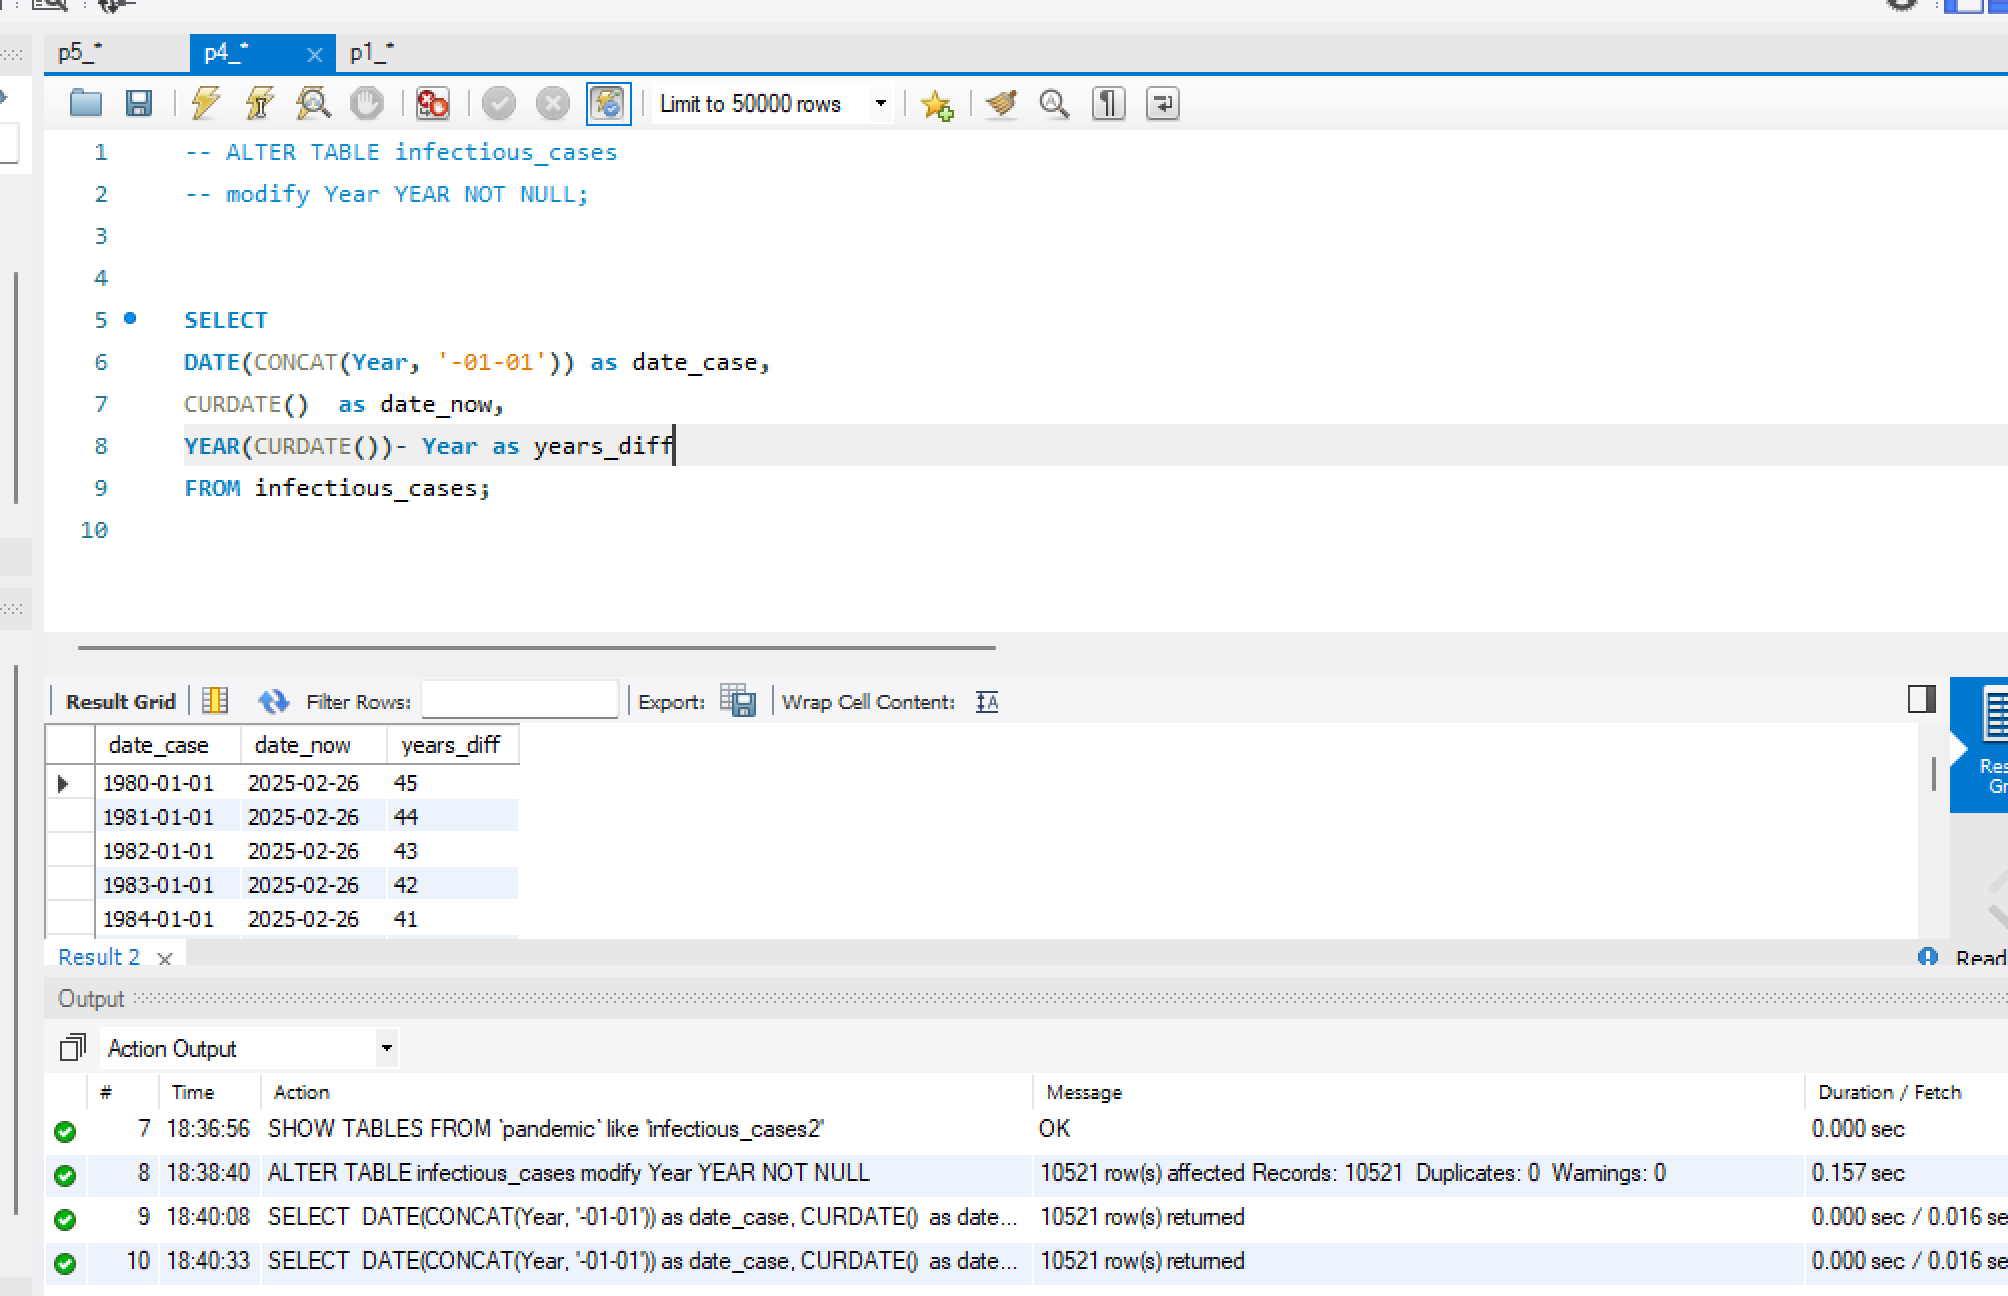 p5_*
p4_*
p1_*
Limit to 50000 rows
1 -- ALTER TABLE infectious_cases
2 -- modify Year YEAR NOT NULL;
3
4
5 SELECT
6 DATE(CONCAT(Year, '-01-01')) as date_case,
7 CURDATE()  as date_now,
8 YEAR(CURDATE())- Year as years_diff
9 FROM infectious_cases;
10
Result Grid Filter Rows: Export: Wrap Cell Content:
date_case date_now years_diff
1980-01-01 2025-02-26 45
1981-01-01 2025-02-26 44
1982-01-01 2025-02-26 43
1983-01-01 2025-02-26 42
1984-01-01 2025-02-26 41
Result 2
Read
Output
Action Output
# Time Action Message Duration / Fetch
7 18:36:56 SHOW TABLES FROM `pandemic` like 'infectious_cases2' OK 0.000 sec
8 18:38:40 ALTER TABLE infectious_cases modify Year YEAR NOT NULL 10521 row(s) affected Records: 10521  Duplicates: 0  Warnings: 0 0.157 sec
9 18:40:08 SELECT  DATE(CONCAT(Year, '-01-01')) as date_case, CURDATE()  as date... 10521 row(s) returned 0.000 sec / 0.016 se
10 18:40:33 SELECT  DATE(CONCAT(Year, '-01-01')) as date_case, CURDATE()  as date... 10521 row(s) returned 0.000 sec / 0.016 se